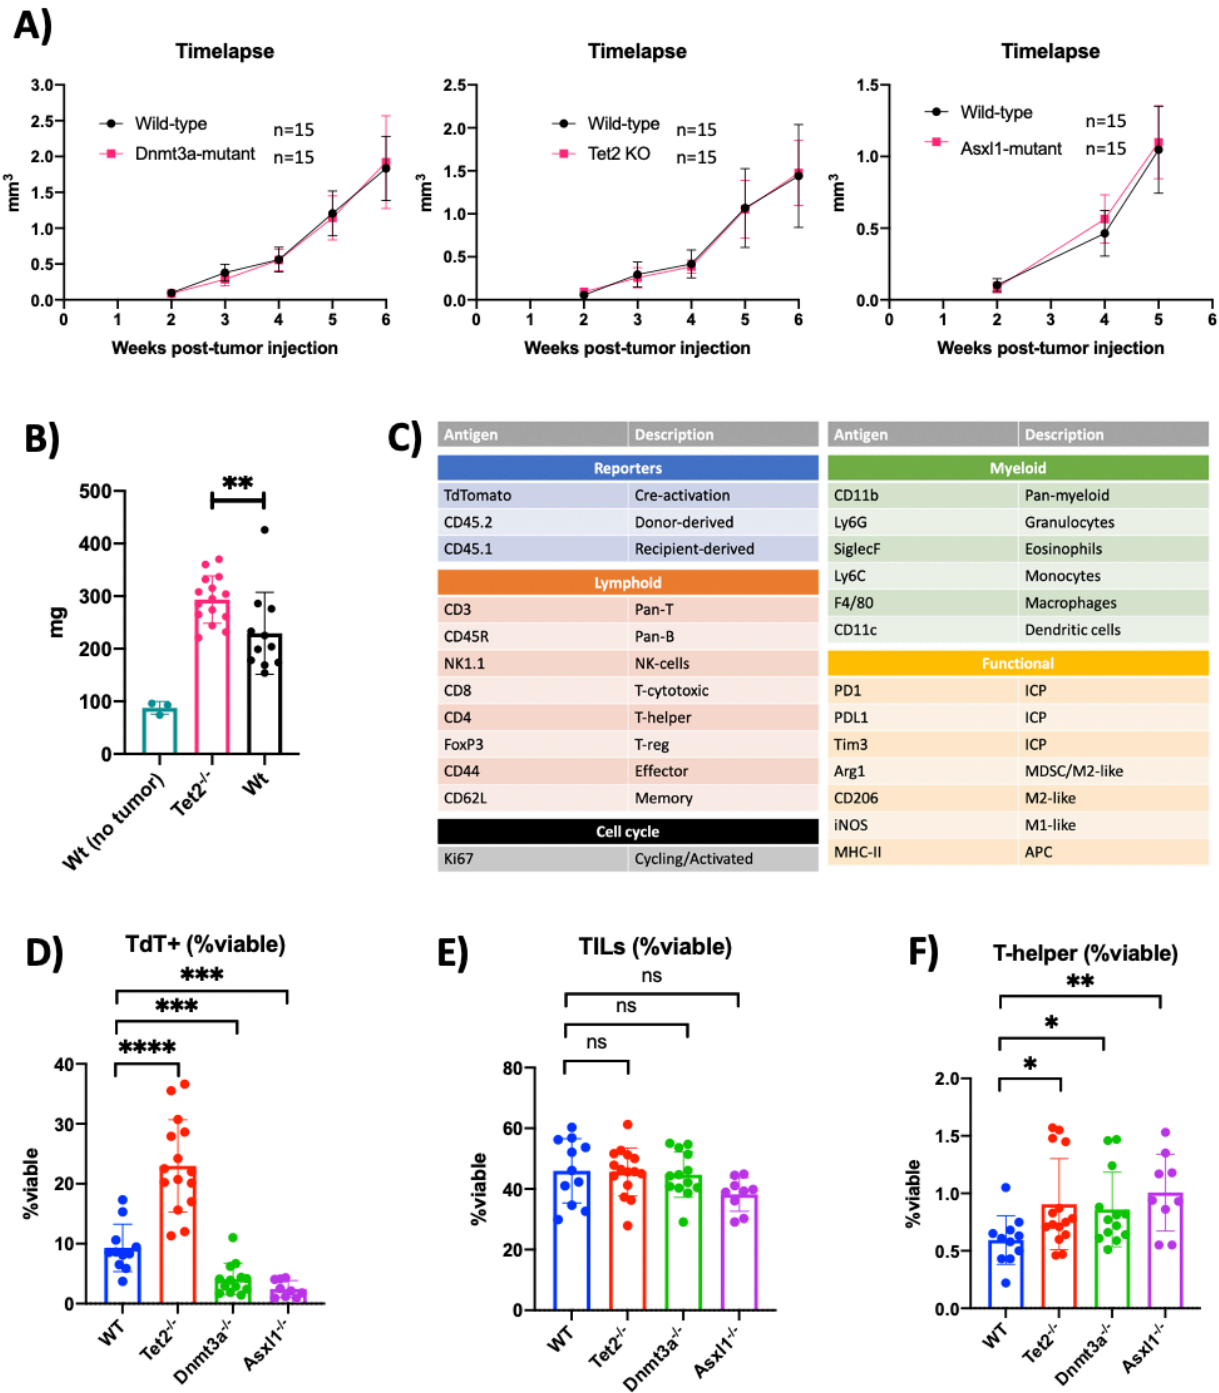 A)
Timelapse
3.0
2.5
2.0
1.5
1.0
0.5
0.0
mm³
Wild-type n=15
Dnmt3a-mutant n=15
0 1 2 3 4 5 6
Weeks post-tumor injection
Timelapse
2.5
2.0
1.5
1.0
0.5
0.0
mm³
Wild-type n=15
Tet2 KO n=15
0 1 2 3 4 5 6
Weeks post-tumor injection
Timelapse
1.5
1.0
0.5
0.0
mm³
Wild-type n=15
Asxl1-mutant n=15
0 1 2 3 4 5 6
Weeks post-tumor injection
B)
**
500
400
300
200
100
0
mg
Wt (no tumor)
Tet2-/-
Wt
C)
Antigen Description
Reporters
TdTomato Cre-activation
CD45.2 Donor-derived
CD45.1 Recipient-derived
Lymphoid
CD3 Pan-T
CD45R Pan-B
NK1.1 NK-cells
CD8 T-cytotoxic
CD4 T-helper
FoxP3 T-reg
CD44 Effector
CD62L Memory
Cell cycle
Ki67 Cycling/Activated
Antigen Description
Myeloid
CD11b Pan-myeloid
Ly6G Granulocytes
SiglecF Eosinophils
Ly6C Monocytes
F4/80 Macrophages
CD11c Dendritic cells
Functional
PD1 ICP
PDL1 ICP
Tim3 ICP
Arg1 MDSC/M2-like
CD206 M2-like
iNOS M1-like
MHC-II APC
D)
TdT+ (%viable)
***
***
****
40
30
20
10
0
%viable
WT
Tet2-/-
Dnmt3a-/-
Asxl1-/-
E)
TILs (%viable)
ns
ns
ns
80
60
40
20
0
%viable
WT
Tet2-/-
Dnmt3a-/-
Asxl1-/-
F)
T-helper (%viable)
**
*
*
2.0
1.5
1.0
0.5
0.0
%viable
WT
Tet2-/-
Dnmt3a-/-
Asxl1-/-